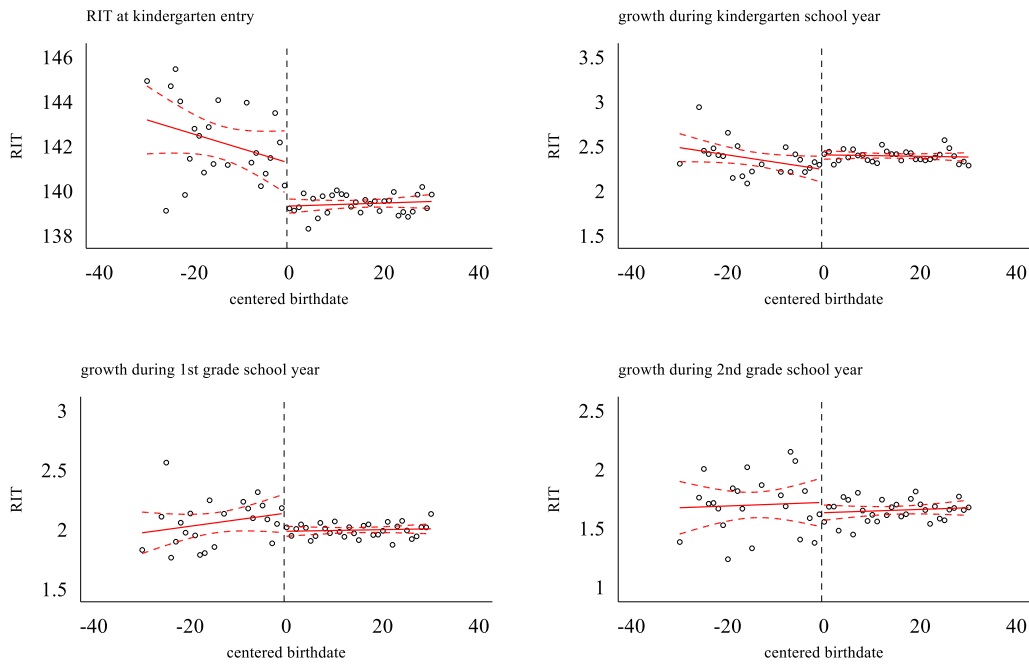 RIT at kindergarten entry
146
144
142
140
138
RIT
-40 -20 0 20 40
centered birthdate
growth during kindergarten school year
3.5
3
2.5
2
1.5
RIT
-40 -20 0 20 40
centered birthdate
growth during 1st grade school year
3
2.5
2
1.5
RIT
-40 -20 0 20 40
centered birthdate
growth during 2nd grade school year
2.5
2
1.5
1
RIT
-40 -20 0 20 40
centered birthdate